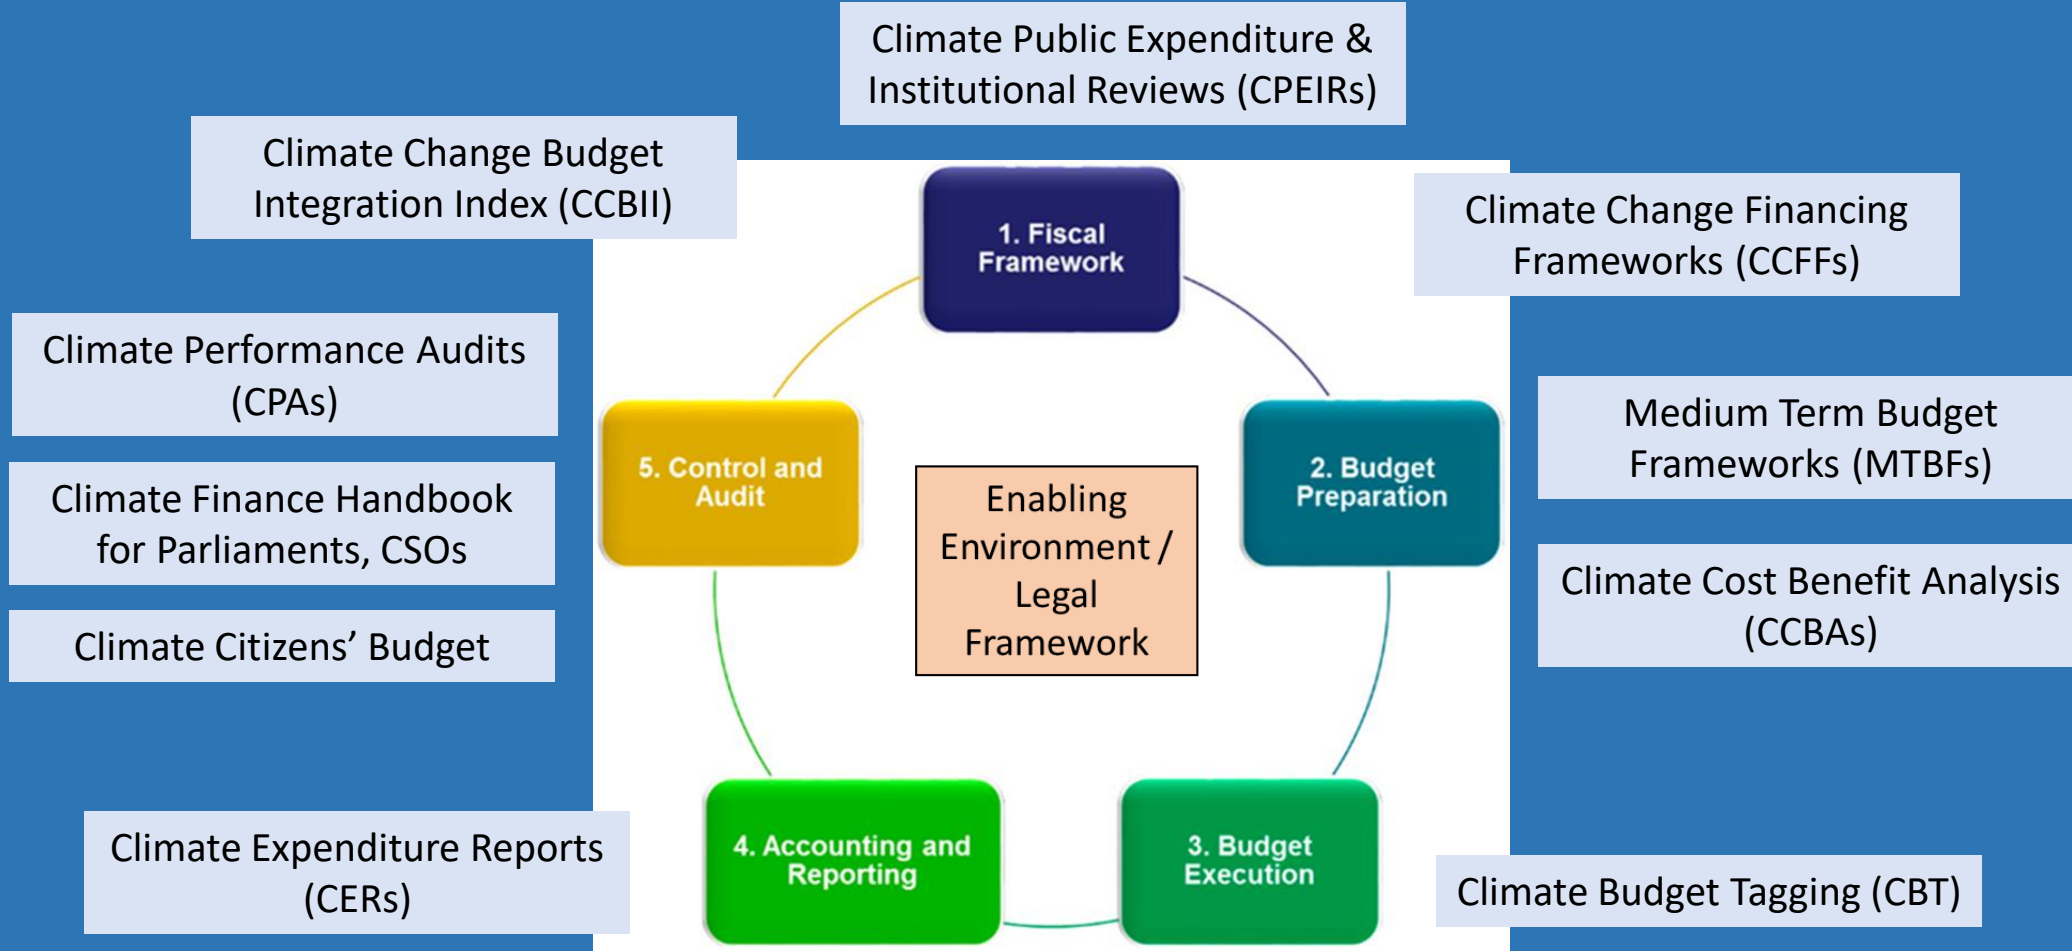 Climate Public Expenditure &
Institutional Reviews (CPEIRs)
Climate Change Budget
Integration Index (CCBII)
Climate Change Financing
Frameworks (CCFFs)
1. Fiscal
Framework
Climate Performance Audits
(CPAs)
Medium Term Budget
Frameworks (MTBFs)
5. Control and
Audit
2. Budget
Preparation
Enabling
Environment /
Legal
Framework
Climate Finance Handbook
for Parliaments, CSOs
Climate Cost Benefit Analysis
(CCBAs)
Climate Citizens’ Budget
Climate Expenditure Reports
(CERs)
4. Accounting and
Reporting
3. Budget
Execution
Climate Budget Tagging (CBT)